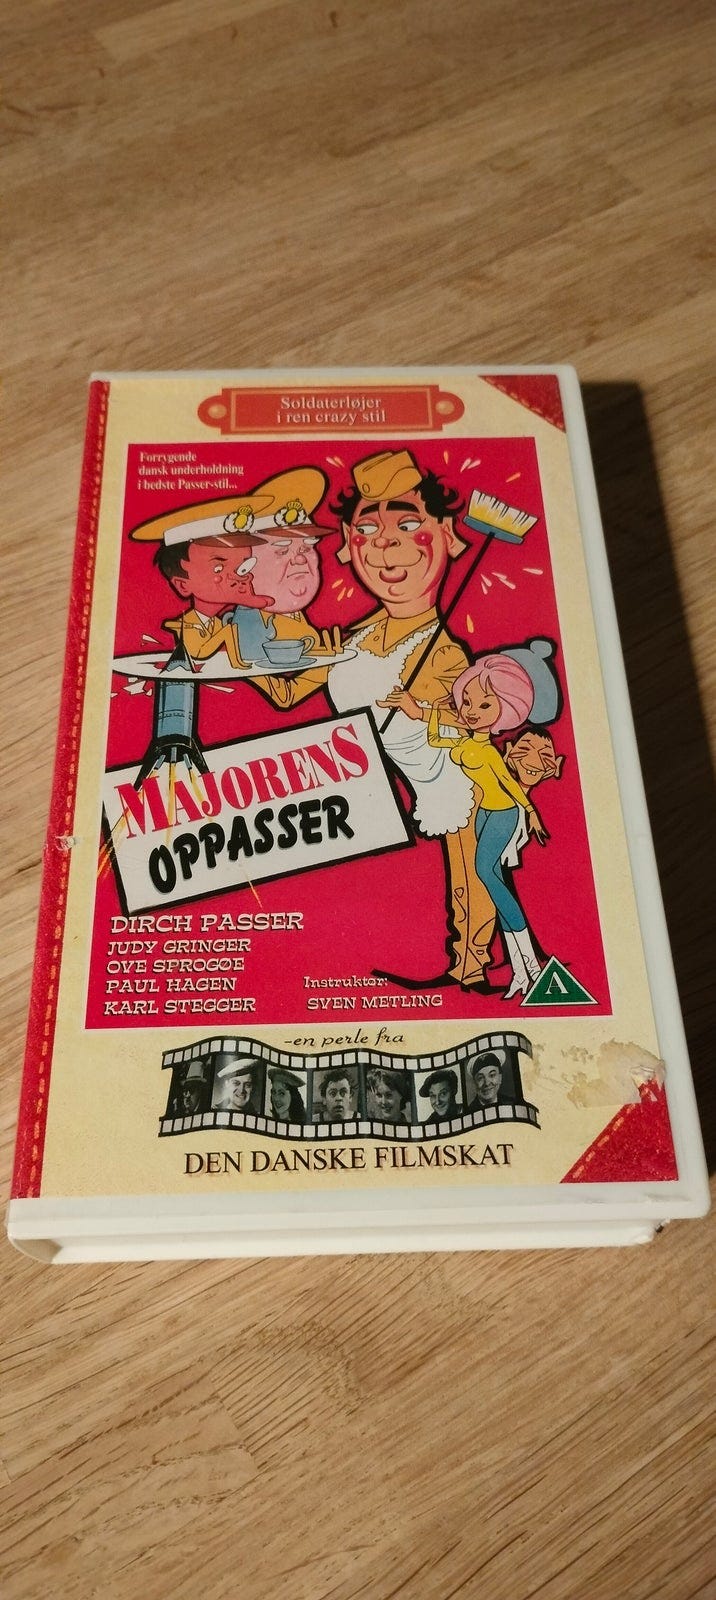 Soldaterløjer
i ren crazy stil
Forrygende
dansk underholdning
i bedste Passer-stil...
MAJORENS
OPPASSER
DIRCH PASSER
JUDY GRINGER
OVE SPROGØE
PAUL HAGEN
KARL STEGGER
Instruktør:
SVEN METLING
A
-en perle fra
DEN DANSKE FILMSKAT